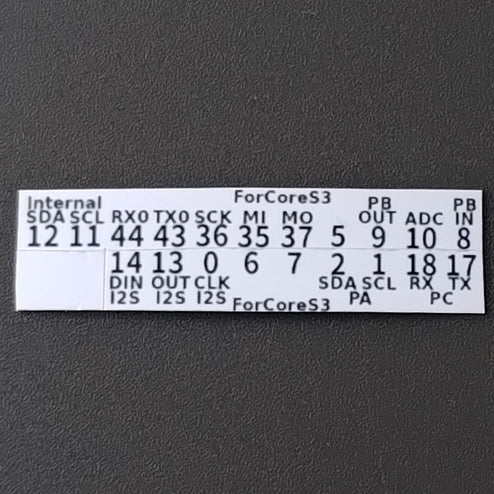 Internal ForCoreS3 PB PB
SDA SCL RX0 TX0 SCK MI MO OUT ADC IN
12 11 44 43 36 35 37 5 9 10 8
14 13 0 6 7 2 1 18 17
DIN OUT CLK SDA SCL RX TX
I2S I2S I2S ForCoreS3 PA PC